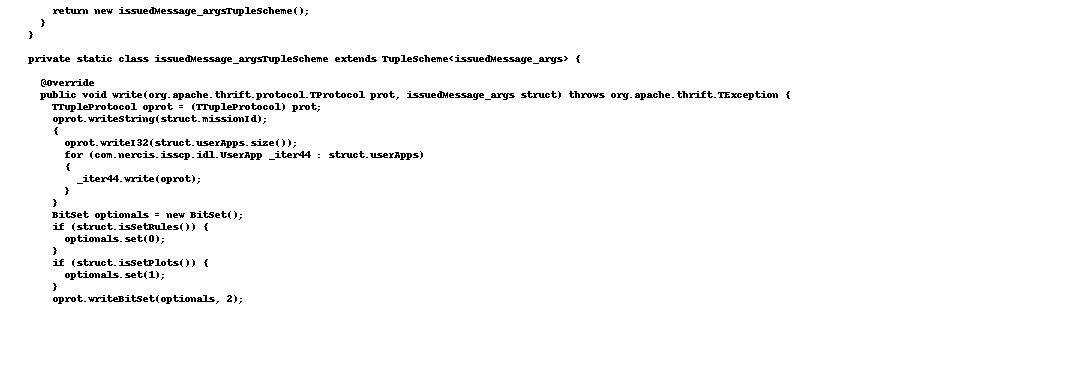 return new issuedMessage_argsTupleScheme();
}
}
private static class issuedMessage_argsTupleScheme extends TupleScheme<issuedMessage_args> {
@Override
public void write(org.apache.thrift.protocol.TProtocol prot, issuedMessage_args struct) throws org.apache.thrift.TException {
TTupleProtocol oprot = (TTupleProtocol) prot;
oprot.writeString(struct.missionId);
{
oprot.writeI32(struct.userApps.size());
for (com.nercis.isscp.idl.UserApp _iter44 : struct.userApps)
{
_iter44.write(oprot);
}
}
BitSet optionals = new BitSet();
if (struct.isSetRules()) {
optionals.set(0);
}
if (struct.isSetPlots()) {
optionals.set(1);
}
oprot.writeBitSet(optionals, 2);